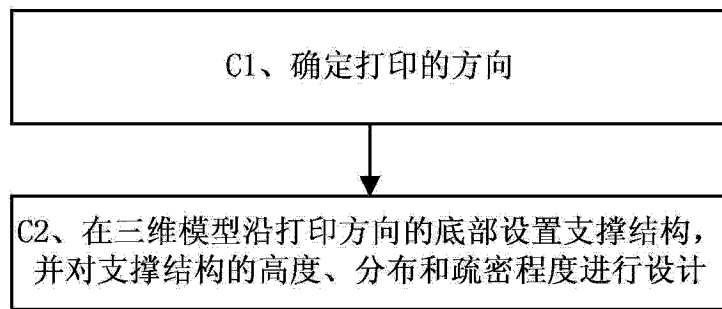 C1、确定打印的方向
C2、在三维模型沿打印方向的底部设置支撑结构，
并对支撑结构的高度、分布和疏密程度进行设计